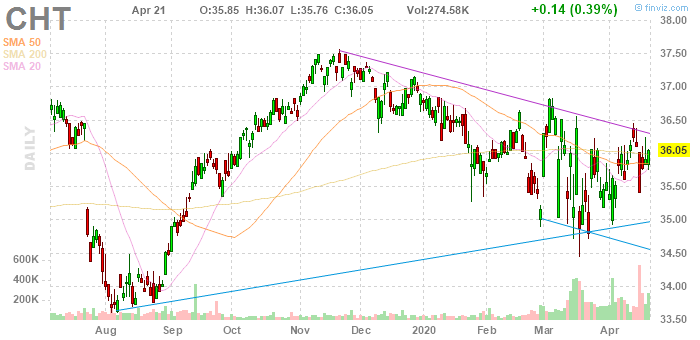 CHT Apr 21 O:35.85 H:36.07 L:35.76 C:36.05 Vol:274.58K +0.14 (0.39%) © finviz.com
SMA 50
SMA 200
SMA 20
DAILY
38.00
37.50
37.00
36.50
36.05
35.50
35.00
34.50
34.00
33.50
600K
400K
200K
Aug Sep Oct Nov Dec 2020 Feb Mar Apr